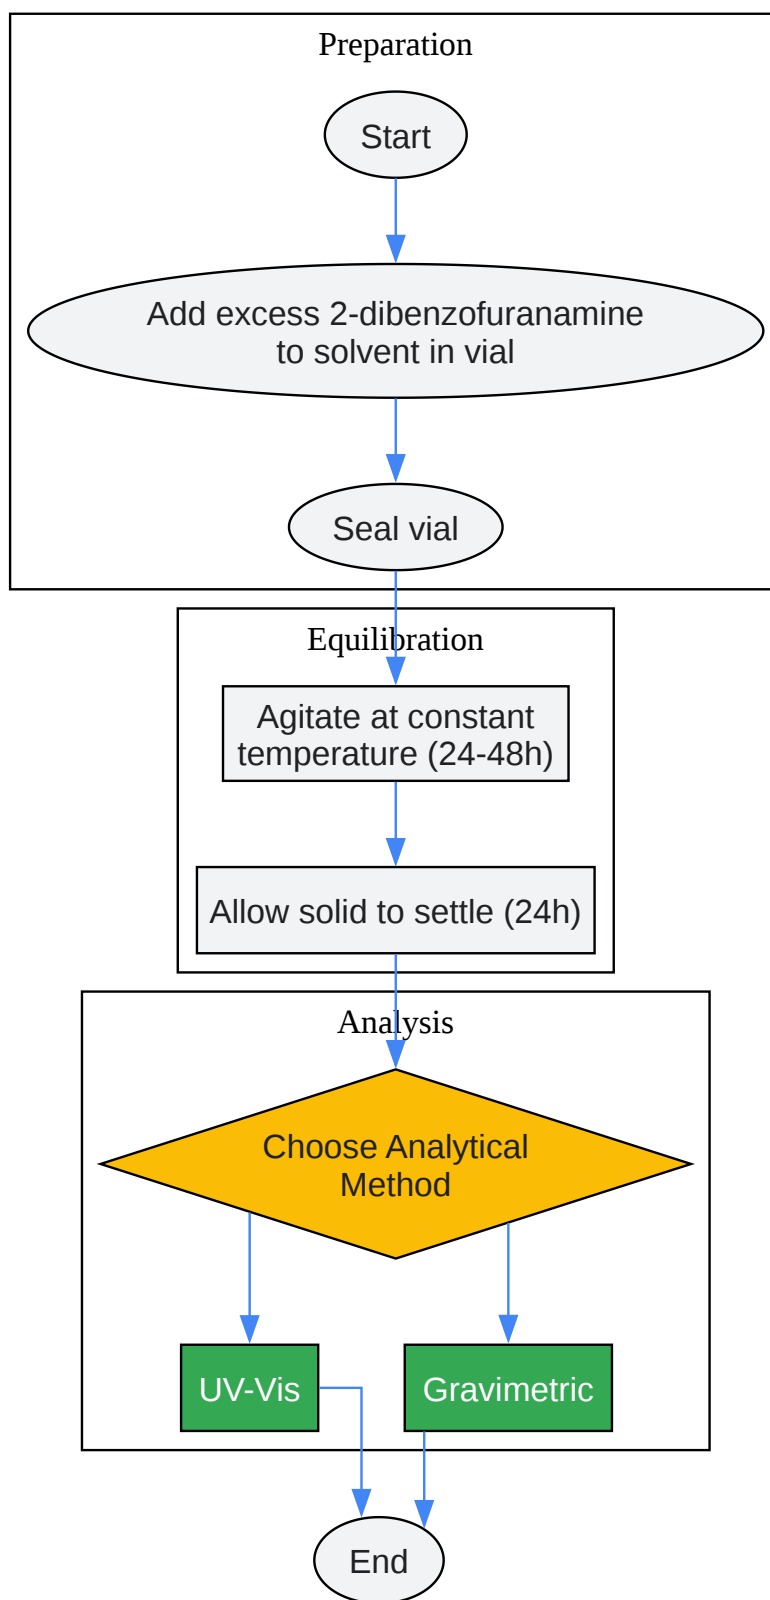 Preparation
Start
Add excess 2-dibenzofuranamine
to solvent in vial
Seal vial
Equilibration
Agitate at constant
temperature (24-48h)
Allow solid to settle (24h)
Analysis
Choose Analytical
Method
UV-Vis
Gravimetric
End